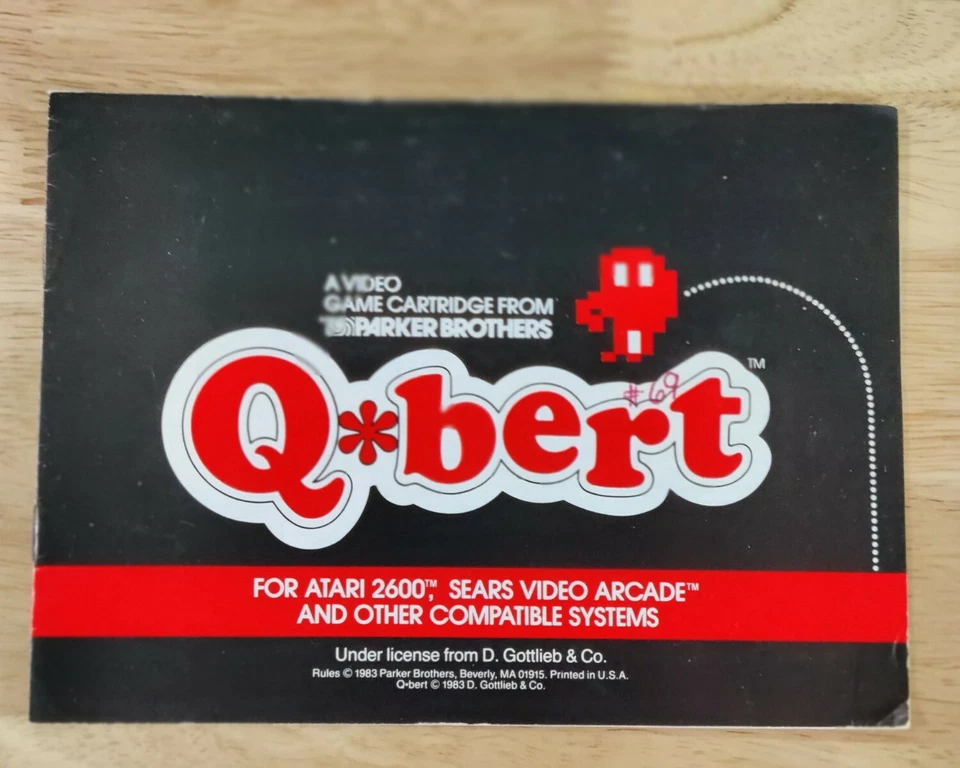 A VIDEO
GAME CARTRIDGE FROM
PARKER BROTHERS
Q*bert™
#69
FOR ATARI 2600™, SEARS VIDEO ARCADE™
AND OTHER COMPATIBLE SYSTEMS
Under license from D. Gottlieb & Co.
Rules © 1983 Parker Brothers, Beverly, MA 01915. Printed in U.S.A.
Q•bert © 1983 D. Gottlieb & Co.